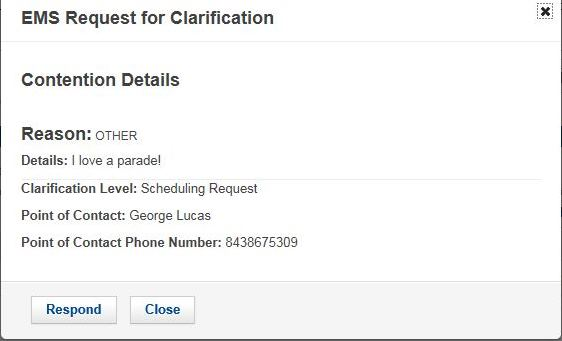 EMS Request for Clarification
Contention Details
Reason: OTHER
Details: I love a parade!
Clarification Level: Scheduling Request
Point of Contact: George Lucas
Point of Contact Phone Number: 8438675309
Respond Close